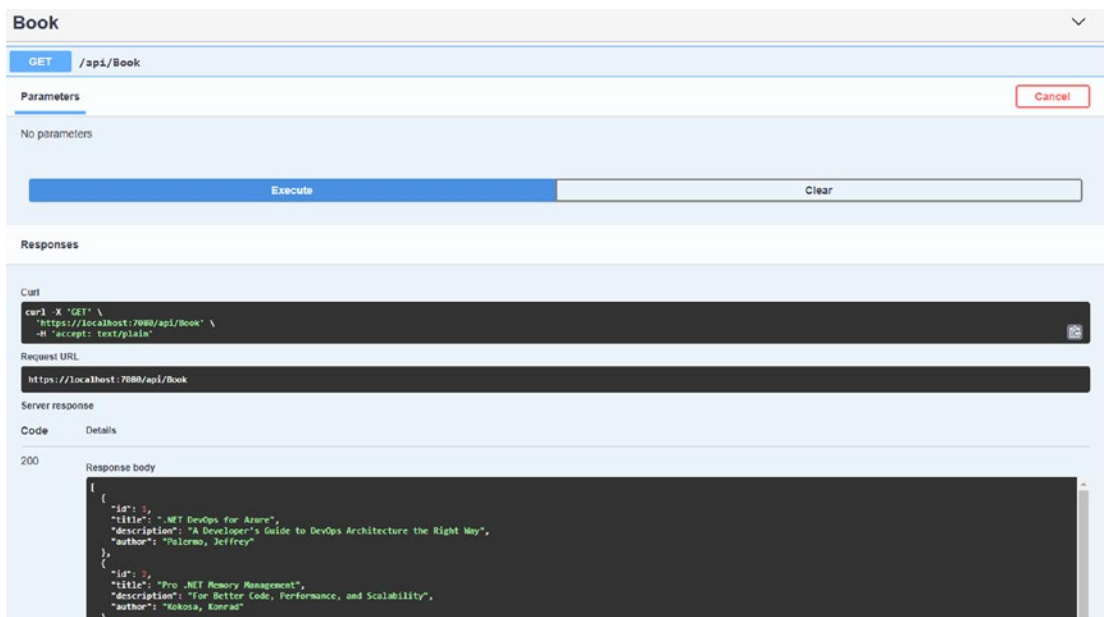 Book
GET /api/Book
Parameters
Cancel
No parameters
Execute
Clear
Responses
Curl
curl -X 'GET' \
'https://localhost:7080/api/Book' \
-H 'accept: text/plain'
Request URL
https://localhost:7080/api/Book
Server response
Code Details
200
Response body
[
{
"id": 1,
"title": ".NET DevOps for Azure",
"description": "A Developer's Guide to DevOps Architecture the Right Way",
"author": "Palermo, Jeffrey"
},
{
"id": 2,
"title": "Pro .NET Memory Management",
"description": "For Better Code, Performance, and Scalability",
"author": "Kokosa, Konrad"